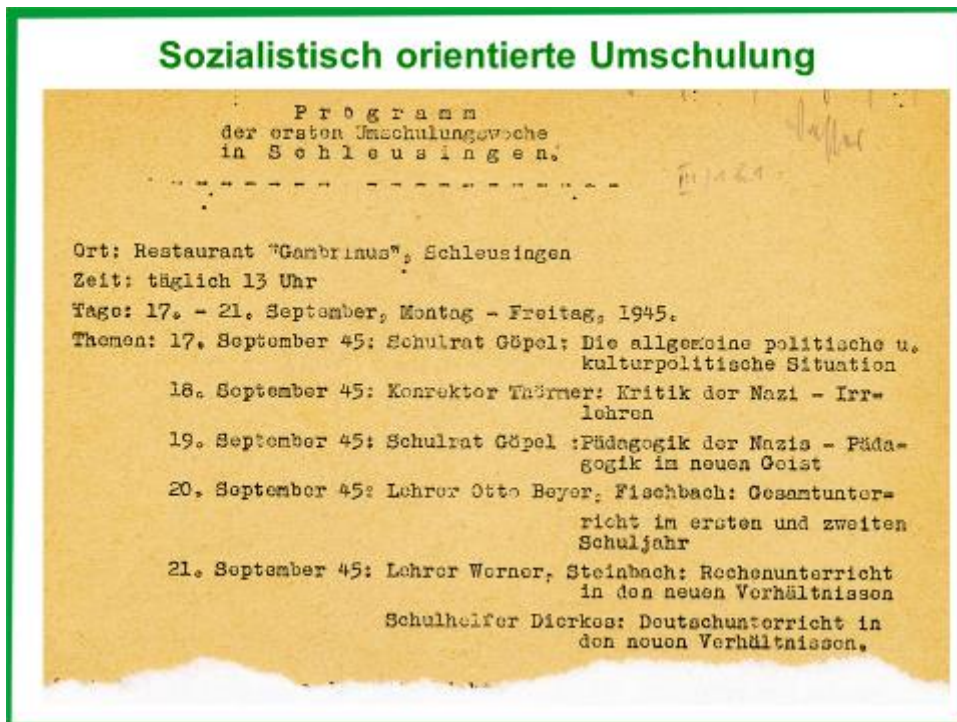 Sozialistisch orientierte Umschulung
P r o g r a m m
der ersten Umschulungswoche
in S c h l e u s i n g e n.
III/121.
Ort: Restaurant "Gambrinus", Schleusingen
Zeit: täglich 13 Uhr
Tage: 17. - 21. September, Montag - Freitag, 1945.
Themen: 17. September 45: Schulrat Göpel: Die allgemeine politische u.
kulturpolitische Situation
18. September 45: Konrektor Thürmer: Kritik der Nazi - Irr=
lehren
19. September 45: Schulrat Göpel :Pädagogik der Nazis - Päda=
gogik im neuen Geist
20. September 45: Lehrer Otto Beyer, Fischbach: Gesamtunter=
richt im ersten und zweiten
Schuljahr
21. September 45: Lehrer Werner, Steinbach: Rechenunterricht
in den neuen Verhältnissen
Schulhelfer Dierkes: Deutschunterricht in
den neuen Verhältnissen.